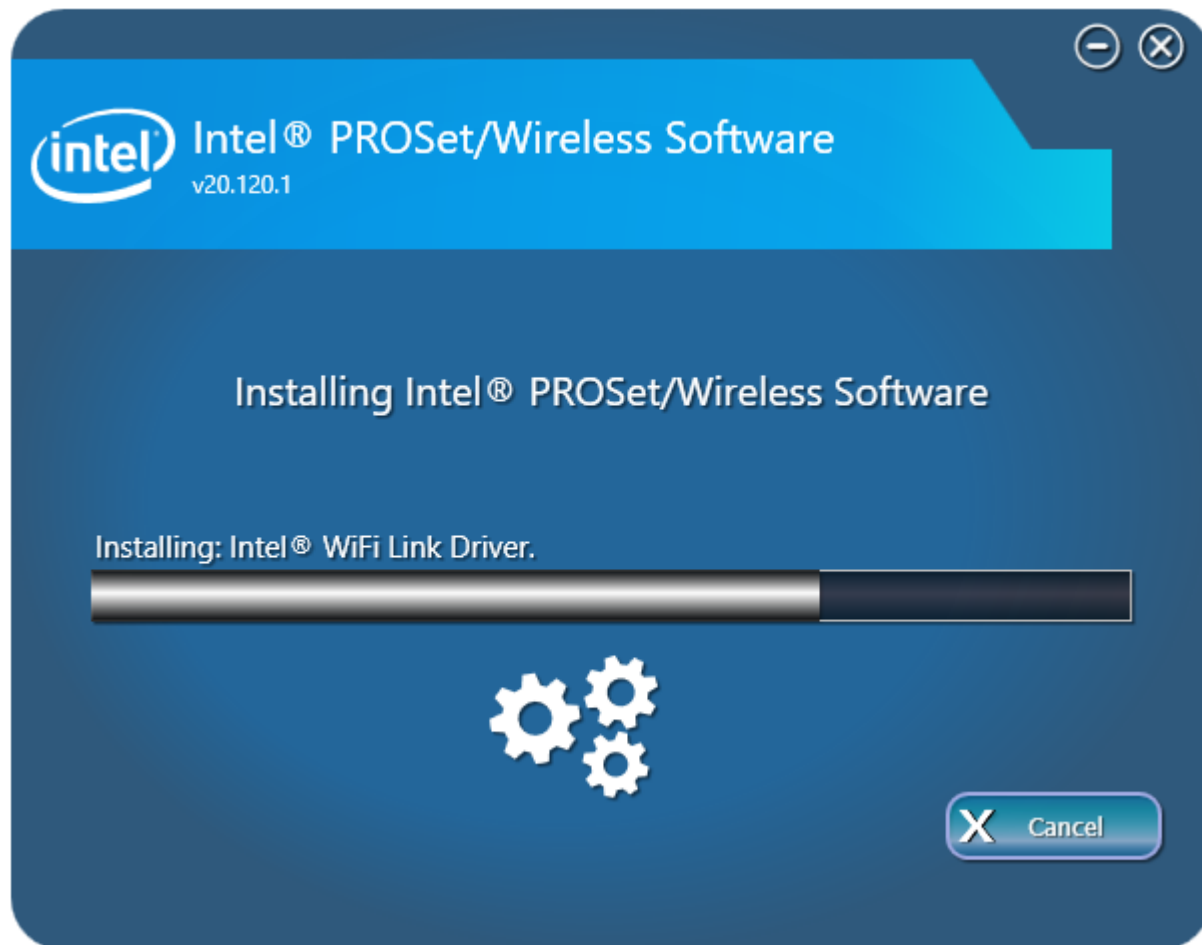 intel
Intel® PROSet/Wireless Software
v20.120.1
Installing Intel® PROSet/Wireless Software
Installing: Intel® WiFi Link Driver.
X Cancel